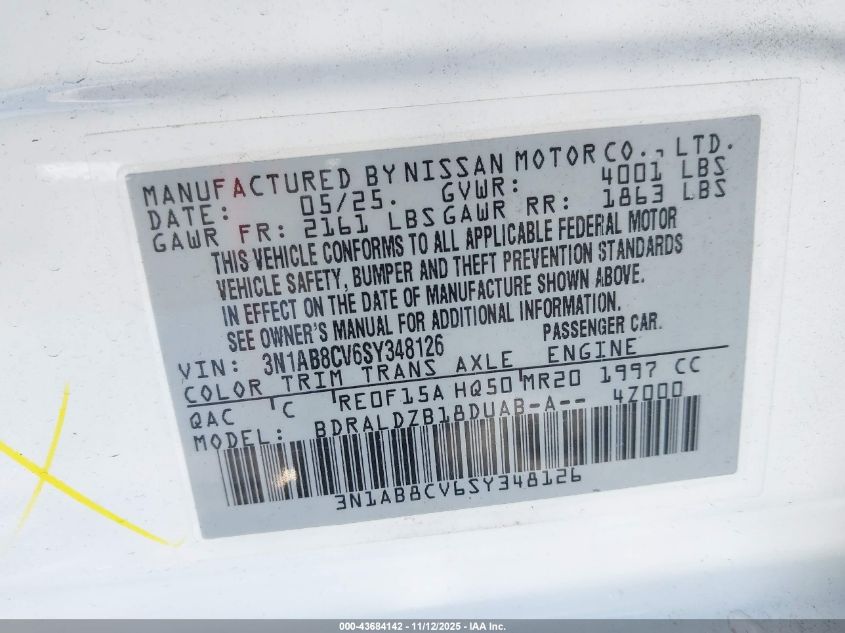 MANUFACTURED BY NISSAN MOTOR CO., LTD.
DATE: 05/25. GVWR: 4001 LBS
GAWR FR: 2161 LBS GAWR RR: 1863 LBS
THIS VEHICLE CONFORMS TO ALL APPLICABLE FEDERAL MOTOR
VEHICLE SAFETY, BUMPER AND THEFT PREVENTION STANDARDS
IN EFFECT ON THE DATE OF MANUFACTURE SHOWN ABOVE.
SEE OWNER'S MANUAL FOR ADDITIONAL INFORMATION.
PASSENGER CAR.
VIN: 3N1AB8CV6SY348126
COLOR TRIM TRANS AXLE ENGINE
QAC C RE0F15A HQ50 MR20 1997 CC
MODEL: BDRALDZB18DUAB-A-- 4Z000
3N1AB8CV6SY348126
000-43684142 - 11/12/2025 - IAA Inc.